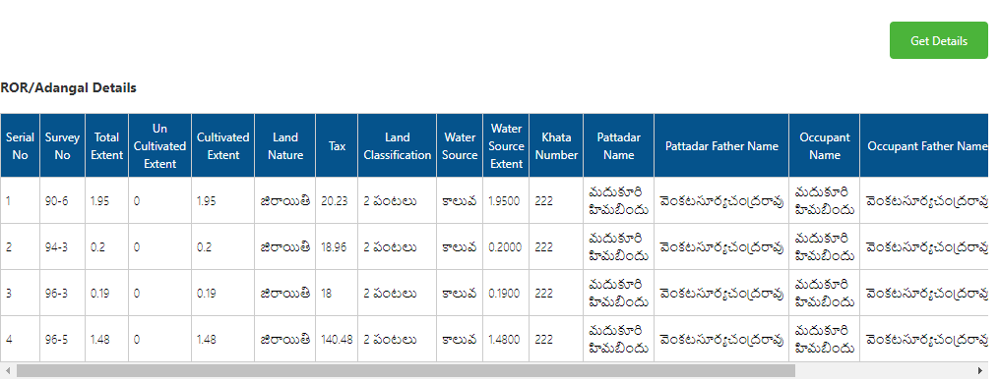 Get Details
ROR/Adangal Details
Serial No Survey No Total Extent Un Cultivated Extent Cultivated Extent Land Nature Tax Land Classification Water Source Water Source Extent Khata Number Pattadar Name Pattadar Father Name Occupant Name Occupant Father Name
1 90-6 1.95 0 1.95 జిరాయితి 20.23 2 పంటలు కాలువ 1.9500 222 మదుకూరి హిమబిందు వెంకటసూర్యచంద్రరావు మదుకూరి హిమబిందు వెంకటసూర్యచంద్రరావు
2 94-3 0.2 0 0.2 జిరాయితి 18.96 2 పంటలు కాలువ 0.2000 222 మదుకూరి హిమబిందు వెంకటసూర్యచంద్రరావు మదుకూరి హిమబిందు వెంకటసూర్యచంద్రరావు
3 96-3 0.19 0 0.19 జిరాయితి 18 2 పంటలు కాలువ 0.1900 222 మదుకూరి హిమబిందు వెంకటసూర్యచంద్రరావు మదుకూరి హిమబిందు వెంకటసూర్యచంద్రరావు
4 96-5 1.48 0 1.48 జిరాయితి 140.48 2 పంటలు కాలువ 1.4800 222 మదుకూరి హిమబిందు వెంకటసూర్యచంద్రరావు మదుకూరి హిమబిందు వెంకటసూర్యచంద్రరావు